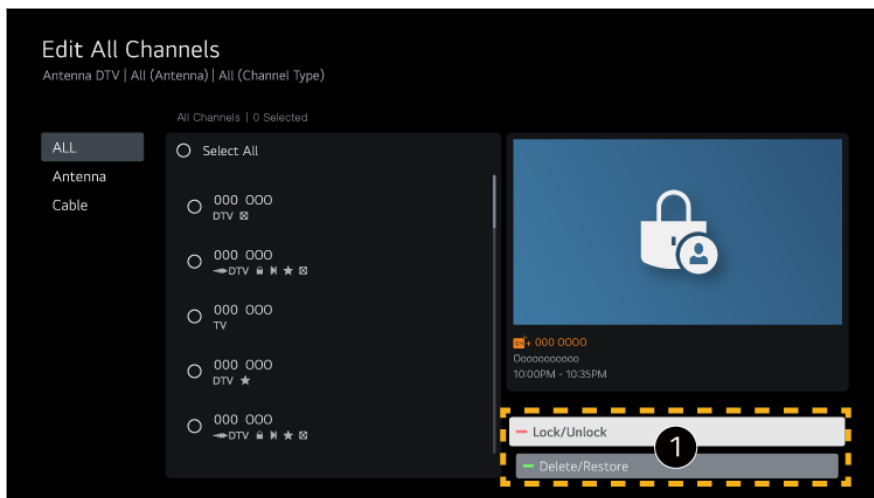 Edit All Channels
Antenna DTV | All (Antenna) | All (Channel Type)
All Channels | 0 Selected
ALL
Antenna
Cable
Select All
000 000
DTV
000 000
DTV
000 000
TV
000 000
DTV
000 000
DTV
CH+ 000 0000
Ooooooooooo
10:00PM - 10:35PM
Lock/Unlock
1
Delete/Restore